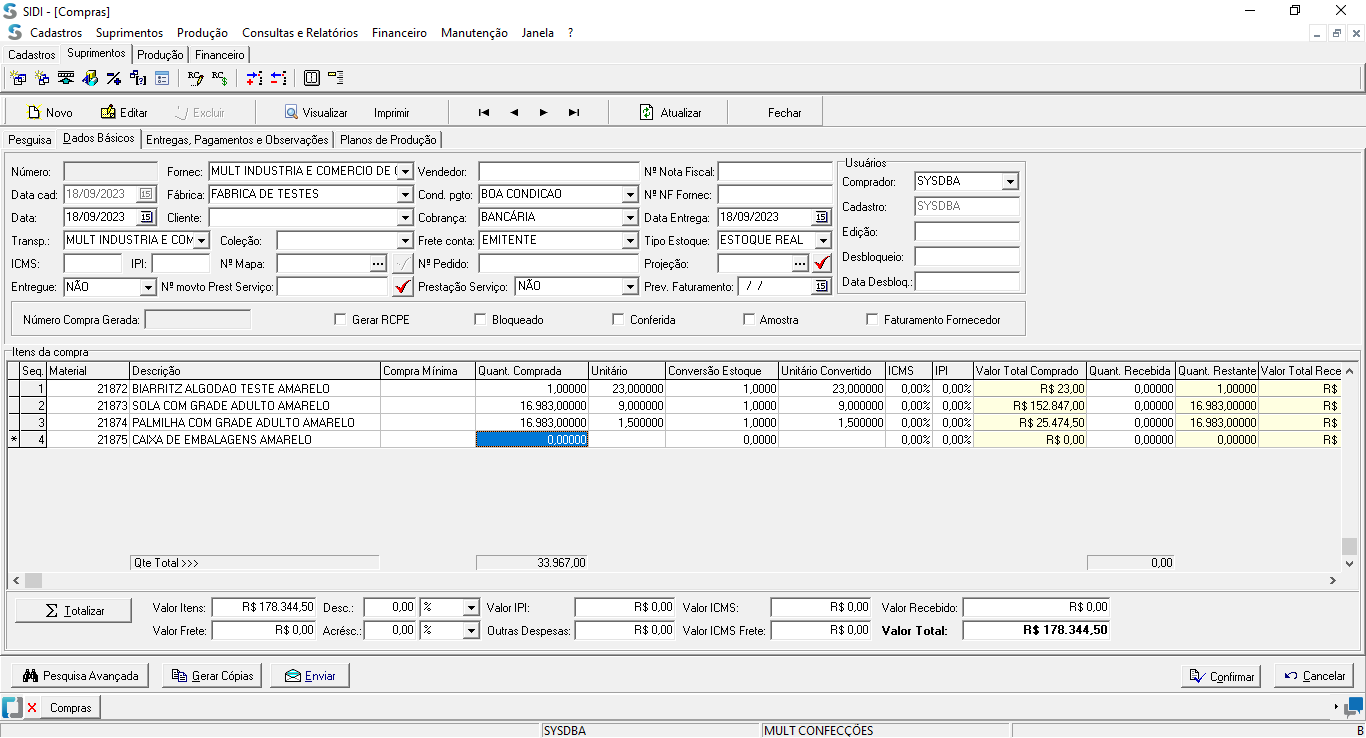 SIDI - [Compras]
Cadastros Suprimentos Produção Consultas e Relatórios Financeiro Manutenção Janela ?
Cadastros Suprimentos Produção Financeiro
Novo Editar Excluir Visualizar Imprimir Atualizar Fechar
Pesquisa Dados Básicos Entregas, Pagamentos e Observações Planos de Produção
Número: Fornec: MULT INDUSTRIA E COMERCIO DE ( Vendedor: Nº Nota Fiscal: Usuários
Comprador: SYSDBA
Data cad: 18/09/2023 15 Fábrica: FABRICA DE TESTES Cond. pgto: BOA CONDICAO Nº NF Fornec:
Cadastro: SYSDBA
Data: 18/09/2023 15 Cliente: Cobrança: BANCÁRIA Data Entrega: 18/09/2023 15
Edição:
Transp.: MULT INDUSTRIA E COM Coleção: Frete conta: EMITENTE Tipo Estoque: ESTOQUE REAL
Desbloqueio:
ICMS: IPI: Nº Mapa: ... Nº Pedido: Projeção: ...
Data Desbloq.:
Entregue: NÃO Nº movto Prest Serviço: Prestação Serviço: NÃO Prev. Faturamento: / / 15
Número Compra Gerada: Gerar RCPE Bloqueado Conferida Amostra Faturamento Fornecedor
Itens da compra
Seq. Material Descrição Compra Mínima Quant. Comprada Unitário Conversão Estoque Unitário Convertido ICMS IPI Valor Total Comprado Quant. Recebida Quant. Restante Valor Total Rece
1 21872 BIARRITZ ALGODAO TESTE AMARELO 1,00000 23,000000 1,0000 23,000000 0,00% 0,00% R$ 23,00 0,00000 1,00000 R$
2 21873 SOLA COM GRADE ADULTO AMARELO 16.983,00000 9,000000 1,0000 9,000000 0,00% 0,00% R$ 152.847,00 0,00000 16.983,00000 R$
3 21874 PALMILHA COM GRADE ADULTO AMARELO 16.983,00000 1,500000 1,0000 1,500000 0,00% 0,00% R$ 25.474,50 0,00000 16.983,00000 R$
* 4 21875 CAIXA DE EMBALAGENS AMARELO 0,00000 0,0000 0,00% 0,00% R$ 0,00 0,00000 0,00000 R$
Qte Total >>> 33.967,00 0,00
Σ Totalizar Valor Itens: R$ 178.344,50 Desc.: 0,00 % Valor IPI: R$ 0,00 Valor ICMS: R$ 0,00 Valor Recebido: R$ 0,00
Valor Frete: R$ 0,00 Acrésc.: 0,00 % Outras Despesas: R$ 0,00 Valor ICMS Frete: R$ 0,00 Valor Total: R$ 178.344,50
Pesquisa Avançada Gerar Cópias Enviar Confirmar Cancelar
Compras
SYSDBA MULT CONFECÇÕES B